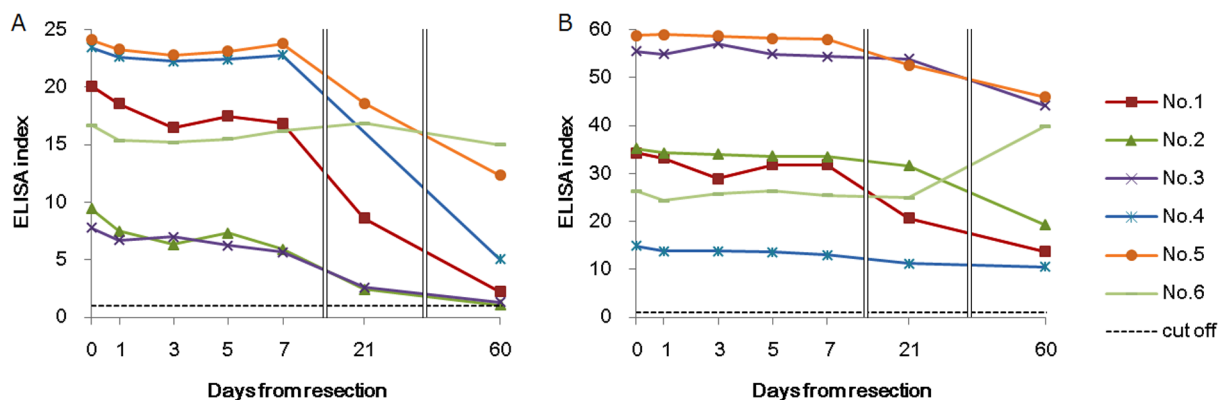 A
25
20
15
10
5
0
ELISA index
0 1 3 5 7 21 60
Days from resection
B
60
50
40
30
20
10
0
ELISA index
0 1 3 5 7 21 60
Days from resection
No.1
No.2
No.3
No.4
No.5
No.6
cut off